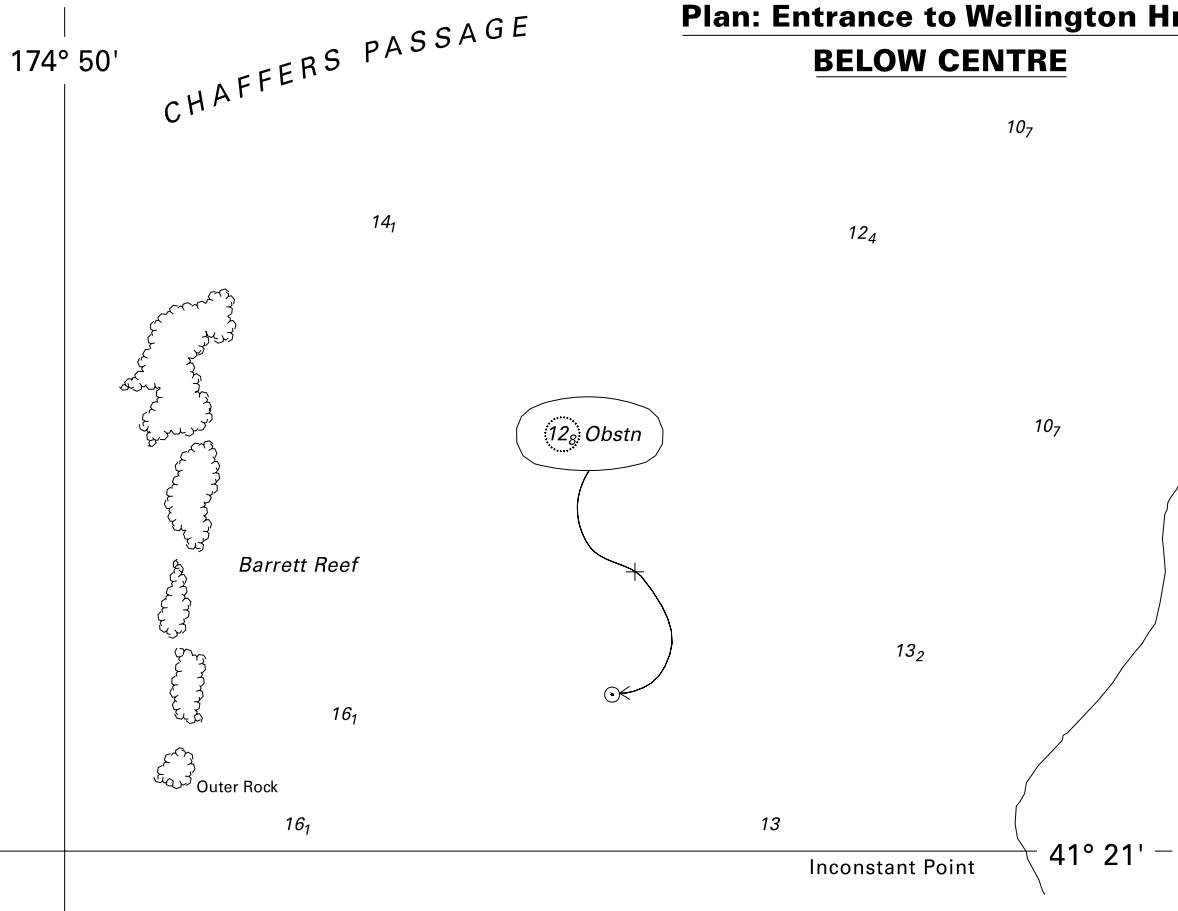 Plan: Entrance to Wellington H
BELOW CENTRE
174° 50'
CHAFFERS PASSAGE
10₇
14₁
12₄
12₈ Obstn
10₇
Barrett Reef
13₂
16₁
Outer Rock
16₁
13
41° 21'
Inconstant Point